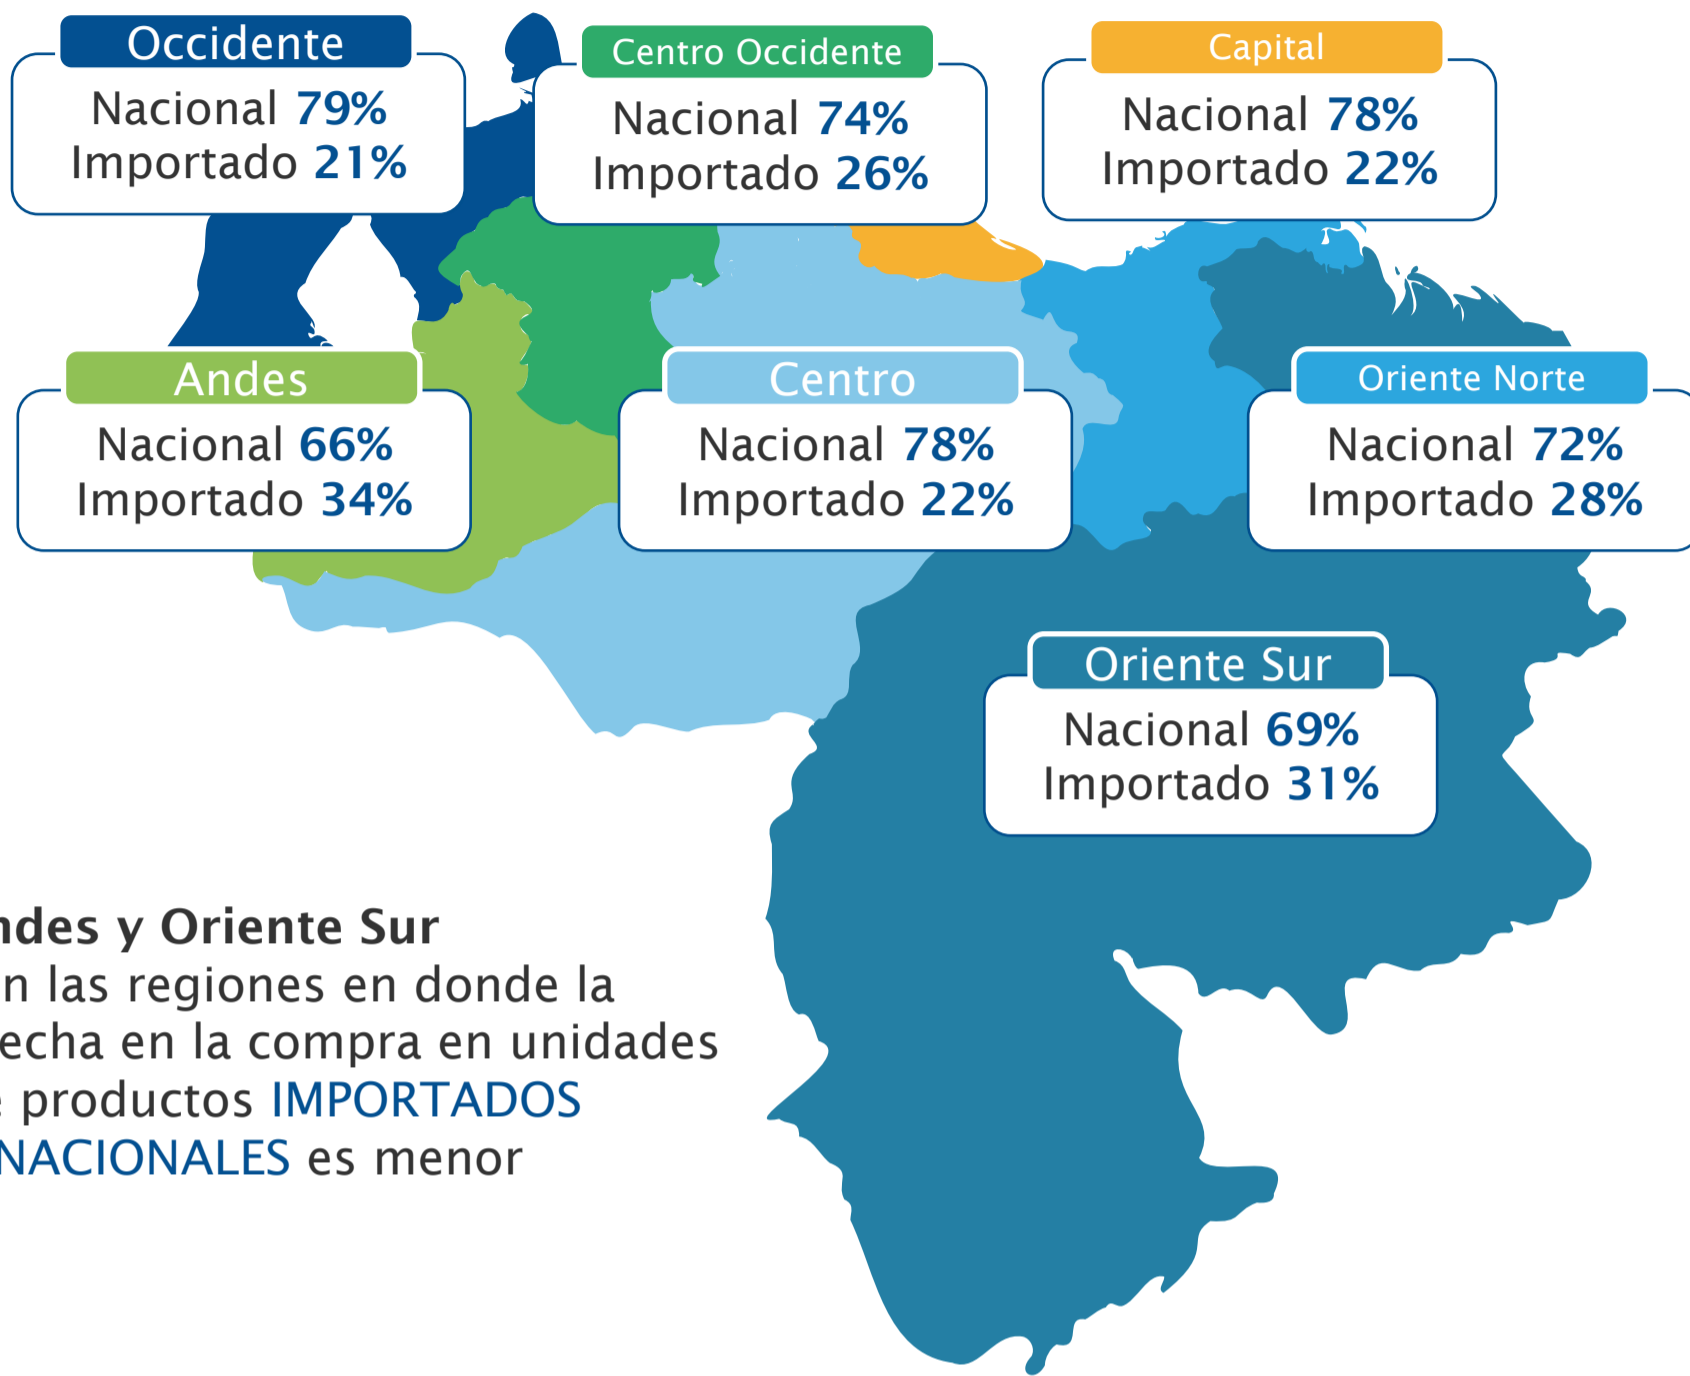 Occidente
Nacional 79%
Importado 21%
Centro Occidente
Nacional 74%
Importado 26%
Capital
Nacional 78%
Importado 22%
Andes
Nacional 66%
Importado 34%
Centro
Nacional 78%
Importado 22%
Oriente Norte
Nacional 72%
Importado 28%
Oriente Sur
Nacional 69%
Importado 31%
ndes y Oriente Sur
n las regiones en donde la
echa en la compra en unidades
productos IMPORTADOS
NACIONALES es menor